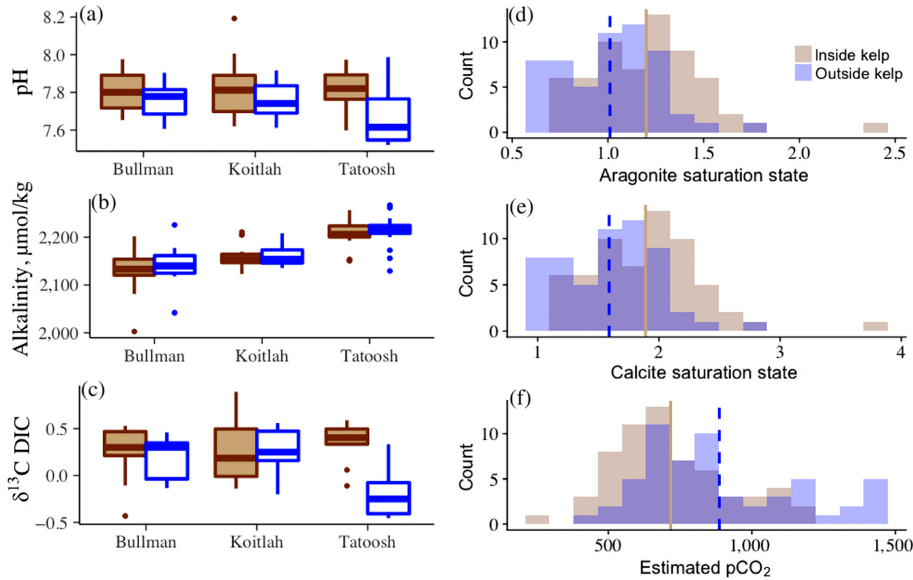 (a)
pH
8.2
8.0
7.8
7.6
Bullman Koitlah Tatoosh
(b)
Alkalinity, µmol/kg
2,200
2,100
2,000
Bullman Koitlah Tatoosh
(c)
δ¹³C DIC
0.5
0.0
−0.5
Bullman Koitlah Tatoosh
(d)
Count
10
5
0
Inside kelp
Outside kelp
0.5 1.0 1.5 2.0 2.5
Aragonite saturation state
(e)
Count
10
5
0
1 2 3 4
Calcite saturation state
(f)
Count
10
5
0
500 1,000 1,500
Estimated pCO₂